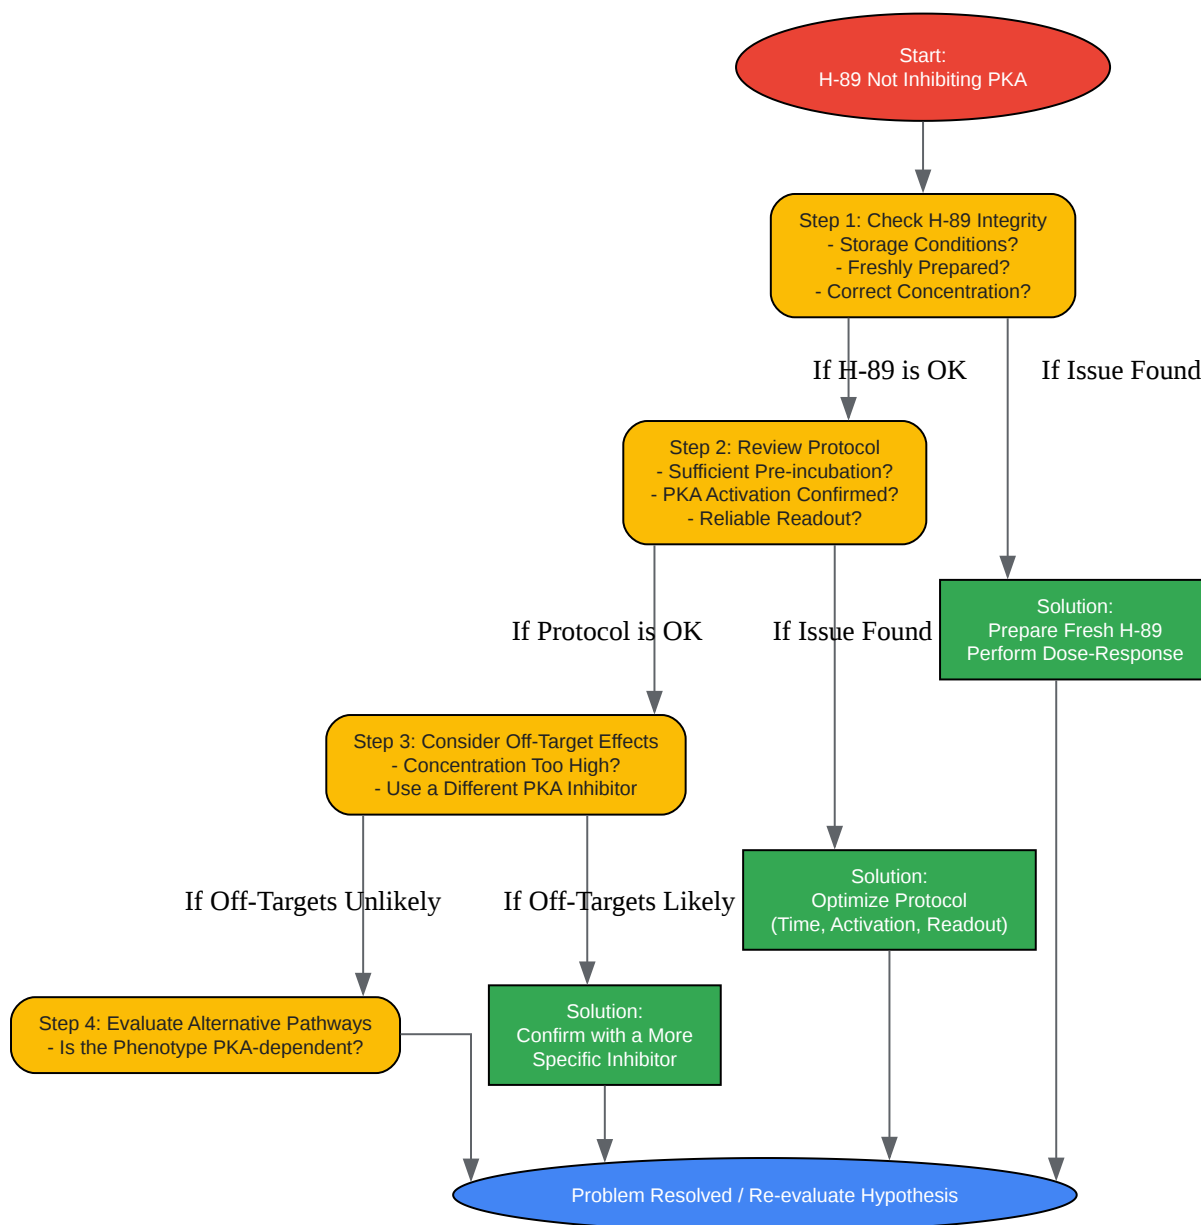 Start:
H-89 Not Inhibiting PKA
Step 1: Check H-89 Integrity
- Storage Conditions?
- Freshly Prepared?
- Correct Concentration?
If H-89 is OK
If Issue Found
Step 2: Review Protocol
- Sufficient Pre-incubation?
- PKA Activation Confirmed?
- Reliable Readout?
If Protocol is OK
If Issue Found
Solution:
Prepare Fresh H-89
Perform Dose-Response
Step 3: Consider Off-Target Effects
- Concentration Too High?
- Use a Different PKA Inhibitor
If Off-Targets Unlikely
If Off-Targets Likely
Solution:
Optimize Protocol
(Time, Activation, Readout)
Step 4: Evaluate Alternative Pathways
- Is the Phenotype PKA-dependent?
Solution:
Confirm with a More
Specific Inhibitor
Problem Resolved / Re-evaluate Hypothesis